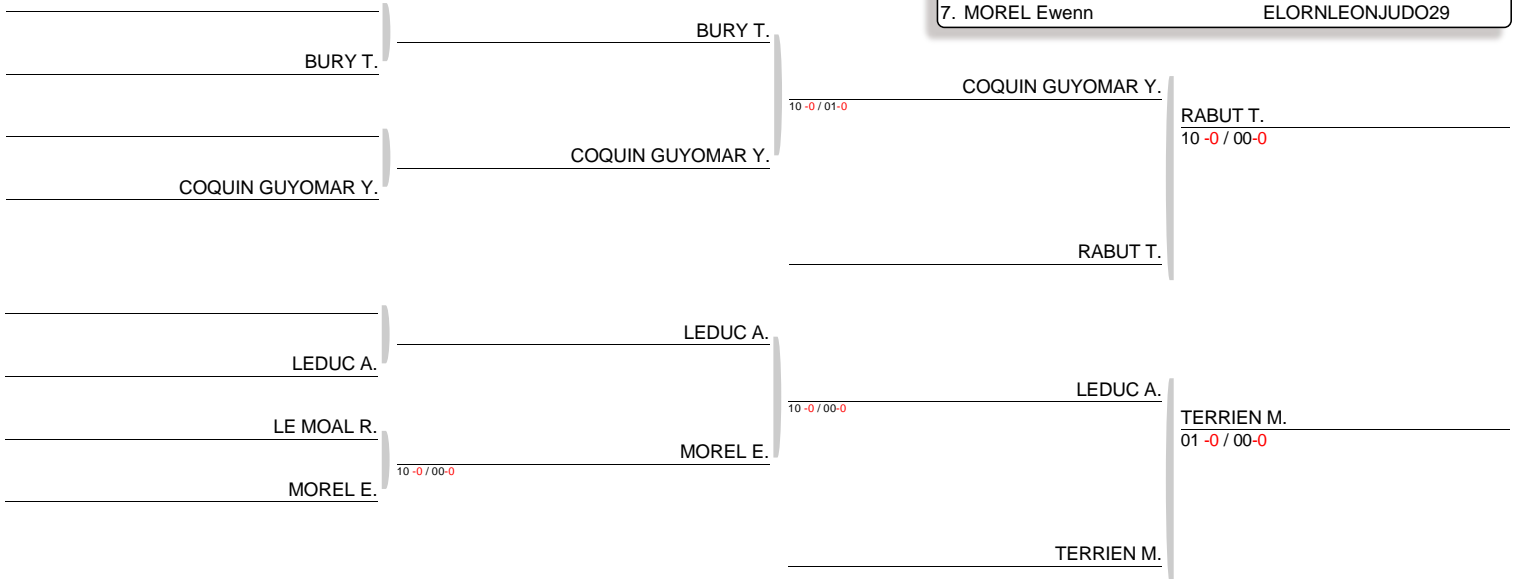 7. MOREL Ewenn ELORNLEONJUDO29
BURY T.
BURY T.
COQUIN GUYOMAR Y.
10 -0 / 01-0
RABUT T.
10 -0 / 00-0
COQUIN GUYOMAR Y.
COQUIN GUYOMAR Y.
RABUT T.
LEDUC A.
LEDUC A.
LEDUC A.
10 -0 / 00-0
TERRIEN M.
01 -0 / 00-0
LE MOAL R.
MOREL E.
10 -0 / 00-0
MOREL E.
TERRIEN M.